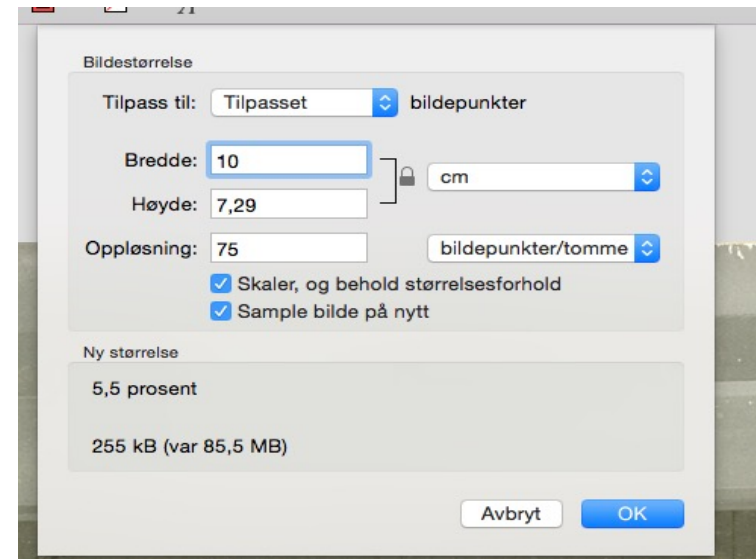 A
Bildestørrelse
Tilpass til: Tilpasset bildepunkter
Bredde: 10
cm
Høyde: 7,29
Oppløsning: 75 bildepunkter/tomme
Skaler, og behold størrelsesforhold
Sample bilde på nytt
Ny størrelse
5,5 prosent
255 kB (var 85,5 MB)
Avbryt OK